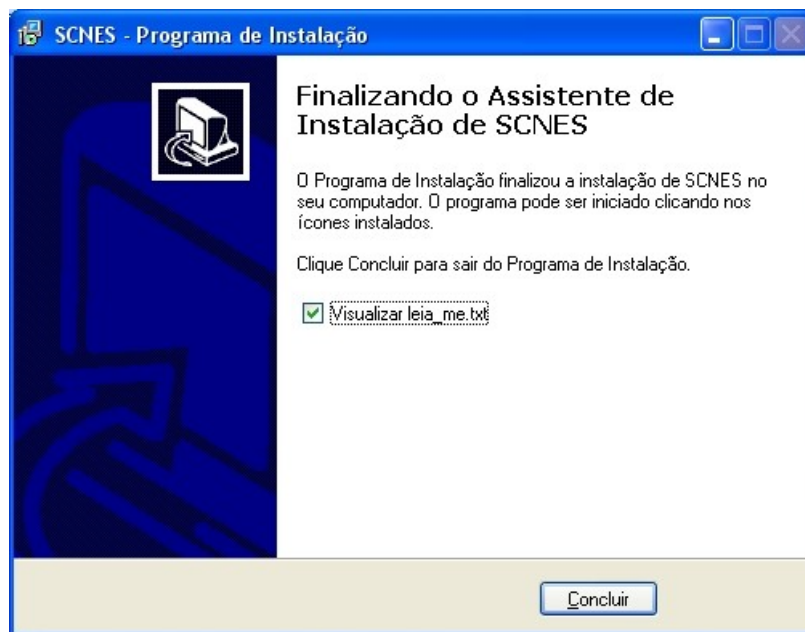 SCNES - Programa de Instalação
Finalizando o Assistente de
Instalação de SCNES
O Programa de Instalação finalizou a instalação de SCNES no
seu computador. O programa pode ser iniciado clicando nos
ícones instalados.
Clique Concluir para sair do Programa de Instalação.
Visualizar leia_me.txt
Concluir